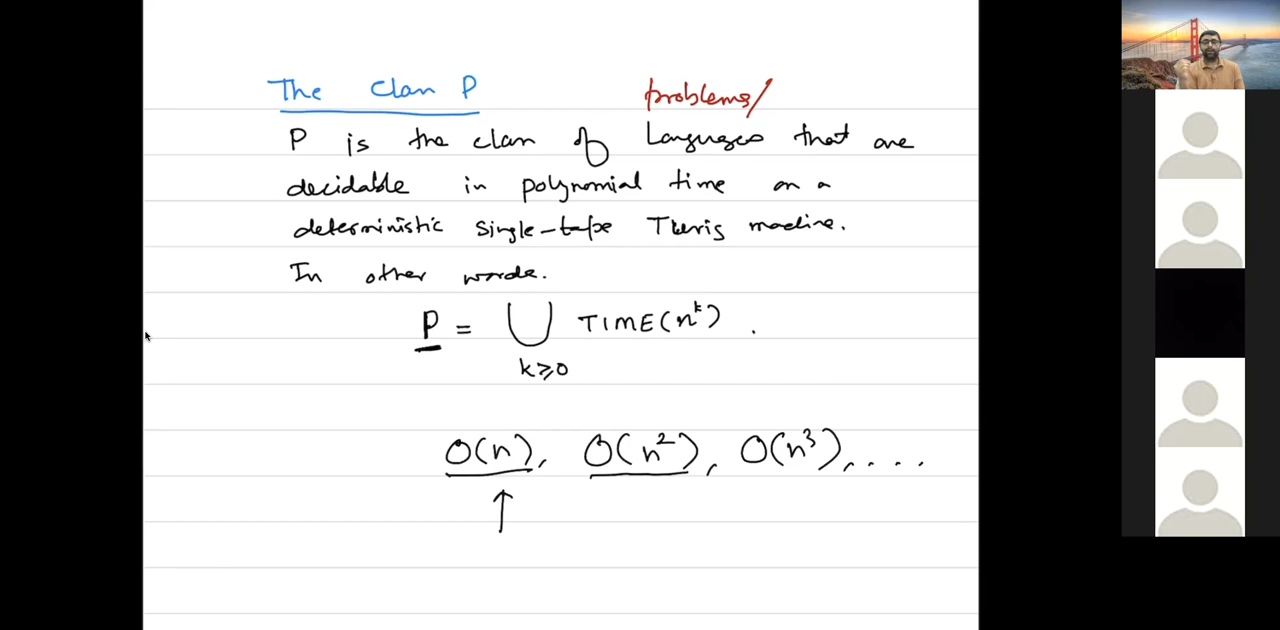 The Class P
problems/
P is the class of Languages that are
decidable in polynomial time on a
deterministic single-tape Turing machine.
In other words.
P = ⋃ TIME(n^k) .
k⩾0
O(n), O(n²), O(n³), ....